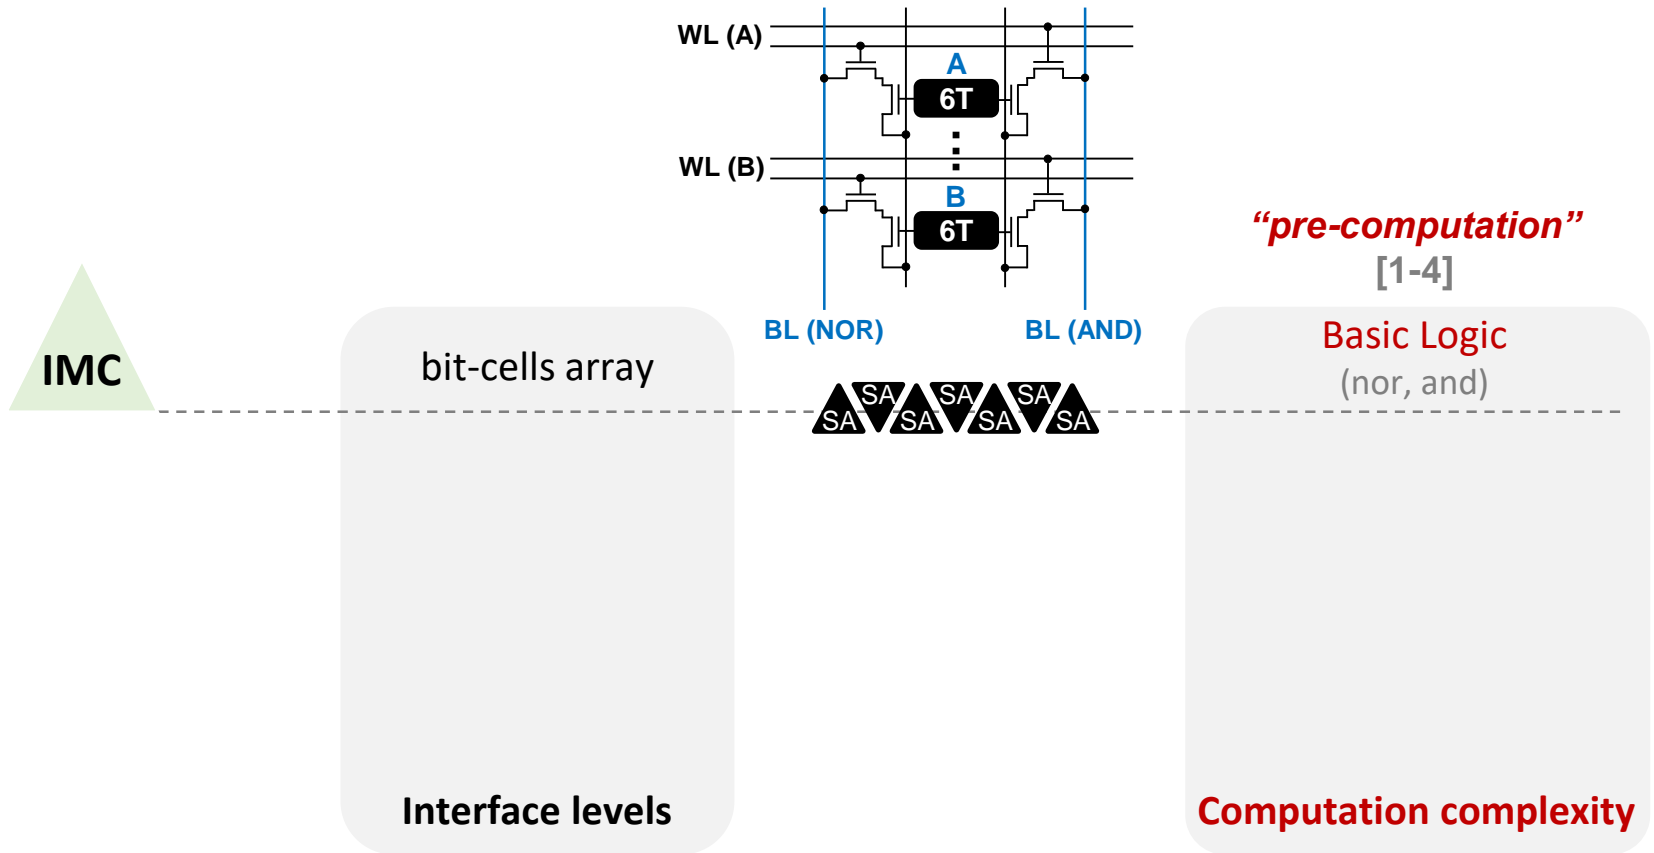 WL (A)
A
6T
WL (B)
B
6T
BL (NOR)
BL (AND)
“pre-computation”
[1-4]
IMC
bit-cells array
Basic Logic
(nor, and)
SA SA SA SA SA SA SA
Interface levels
Computation complexity